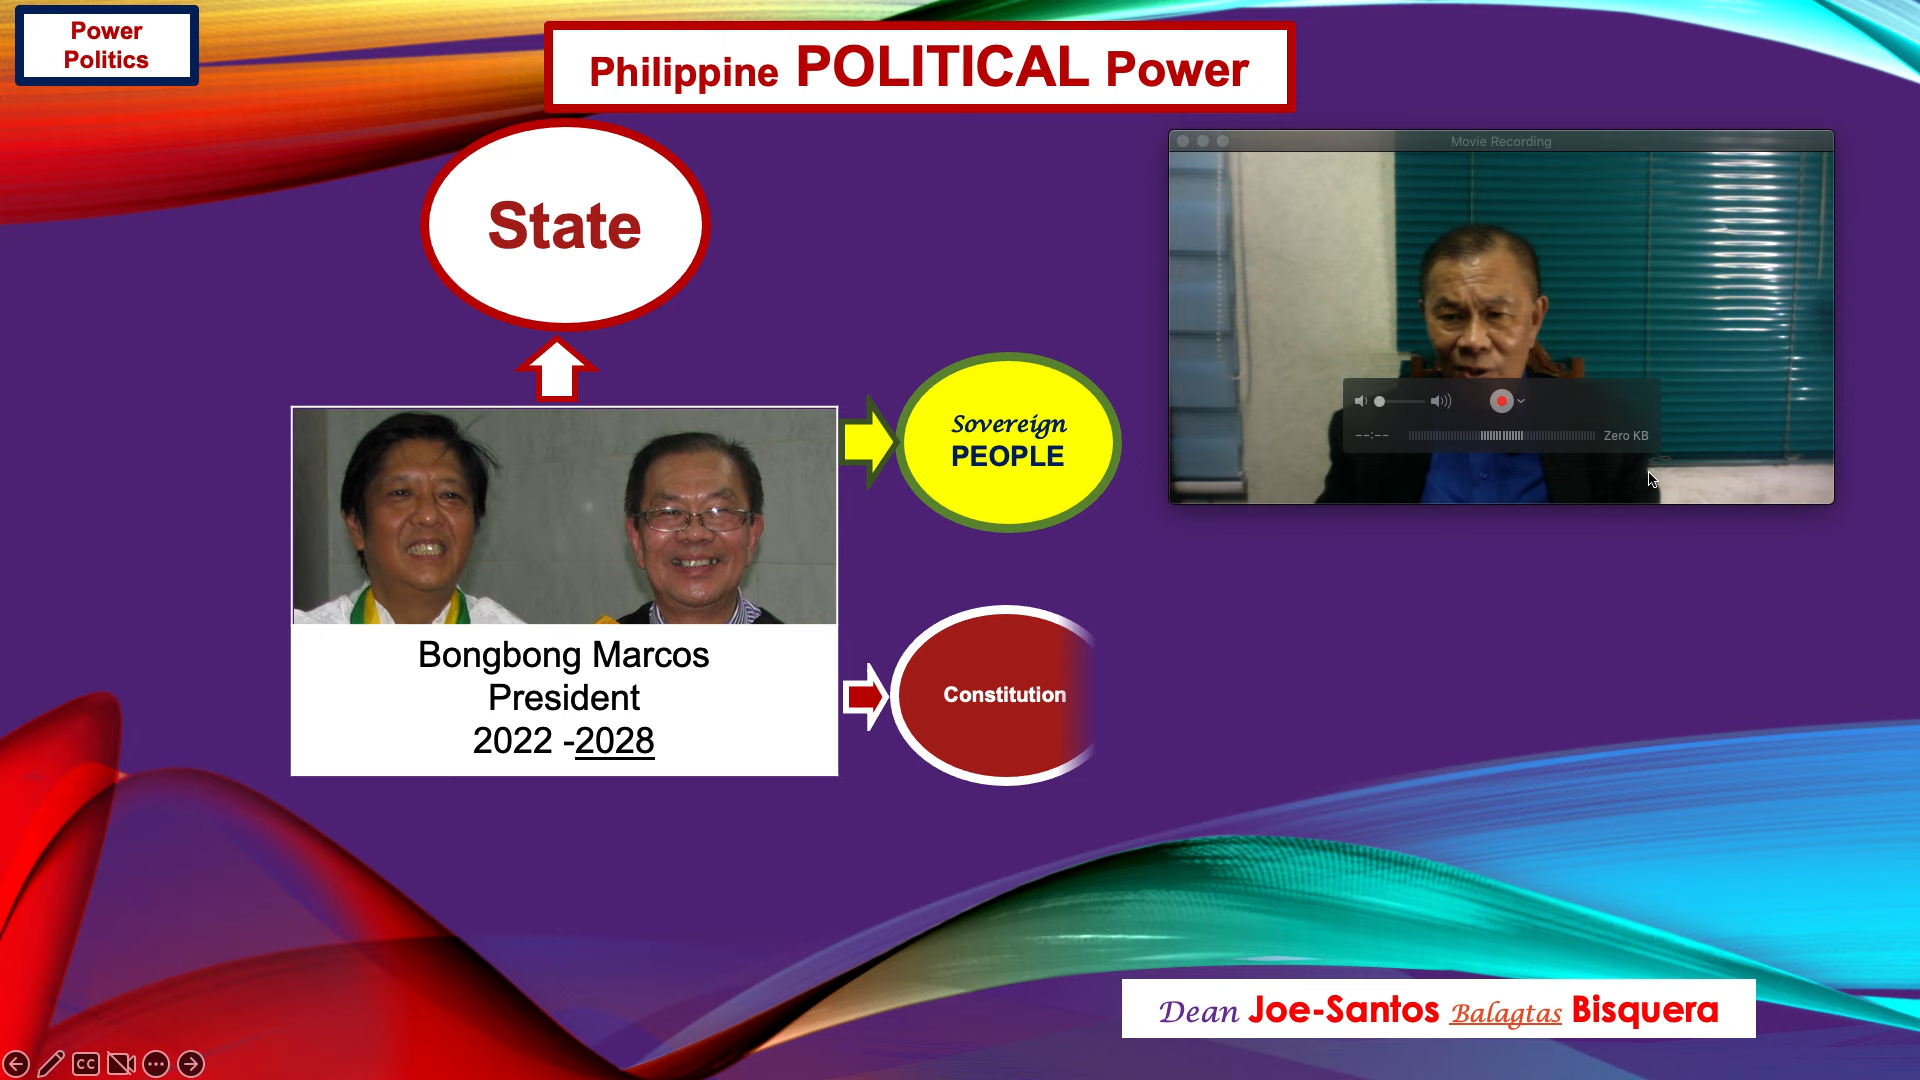 Power
Politics
Philippine POLITICAL Power
State
Movie Recording
Sovereign
PEOPLE
--:--
Zero KB
Bongbong Marcos
President
2022 -2028
Constitution
Dean Joe-Santos Balagtas Bisquera
CC